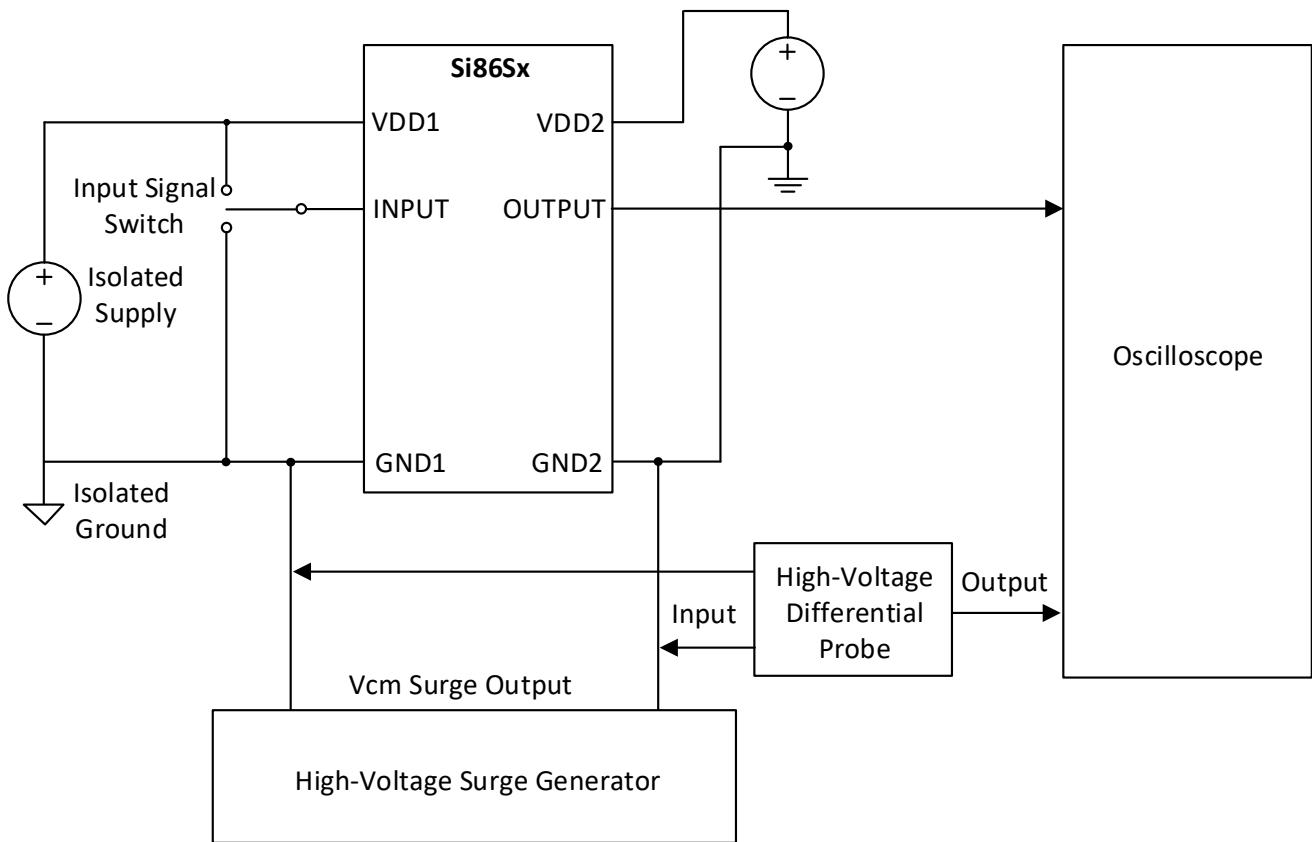 Si86Sx
VDD1
VDD2
+
−
Input Signal
Switch
INPUT
OUTPUT
+
−
Isolated
Supply
Oscilloscope
GND1
GND2
Isolated
Ground
High-Voltage
Differential
Probe
Output
Input
Vcm Surge Output
High-Voltage Surge Generator